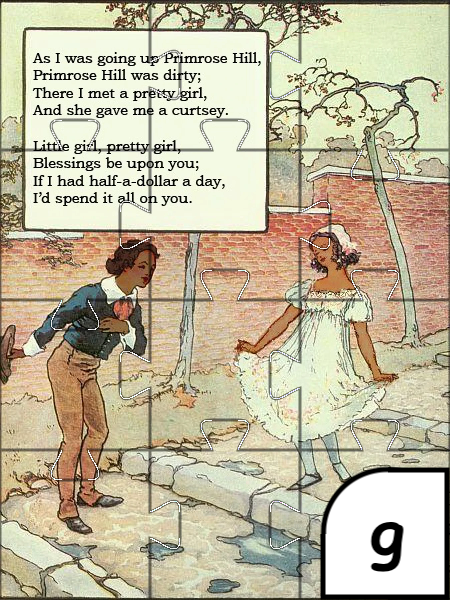 As I was going up Primrose Hill,
Primrose Hill was dirty;
There I met a pretty girl,
And she gave me a curtsey.
Little girl, pretty girl,
Blessings be upon you;
If I had half-a-dollar a day,
I'd spend it all on you.
g